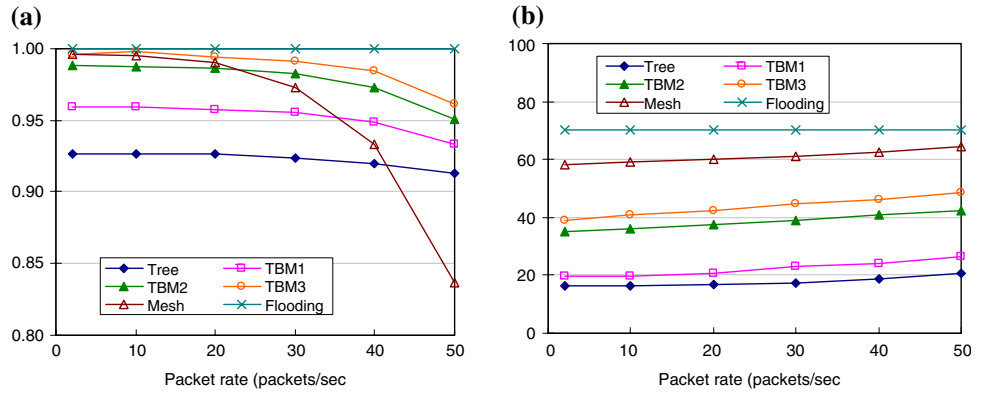 (a)
1.00
0.95
0.90
0.85
0.80
Tree
TBM1
TBM2
TBM3
Mesh
Flooding
0 10 20 30 40 50
Packet rate (packets/sec
(b)
100
80
60
40
20
0
Tree
TBM1
TBM2
TBM3
Mesh
Flooding
0 10 20 30 40 50
Packet rate (packets/sec